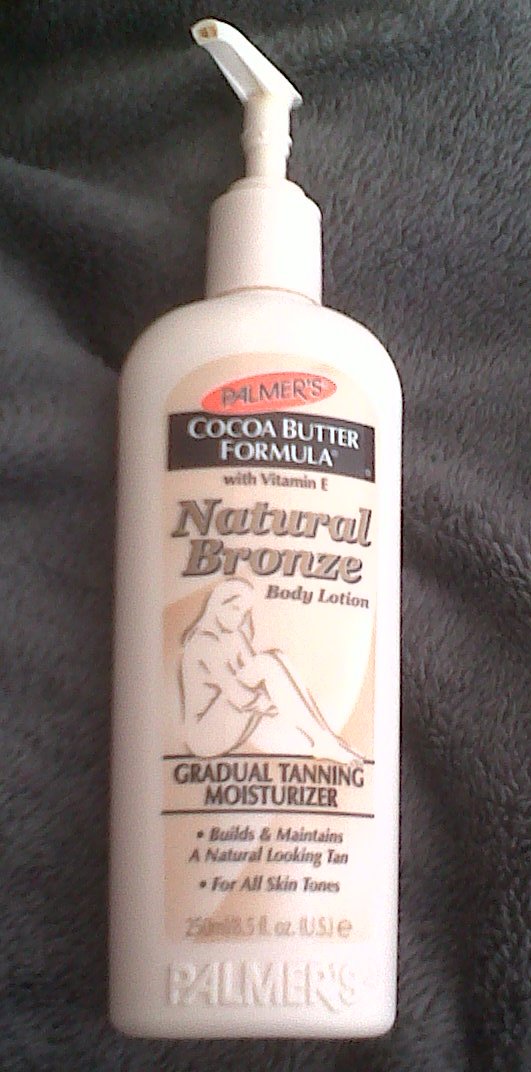 PALMER'S
COCOA BUTTER
FORMULA®
with Vitamin E
Natural
Bronze
Body Lotion
GRADUAL TANNING
MOISTURIZER
• Builds & Maintains
A Natural Looking Tan
• For All Skin Tones
250ml/8.5 fl. oz. (U.S.) e
PALMER'S